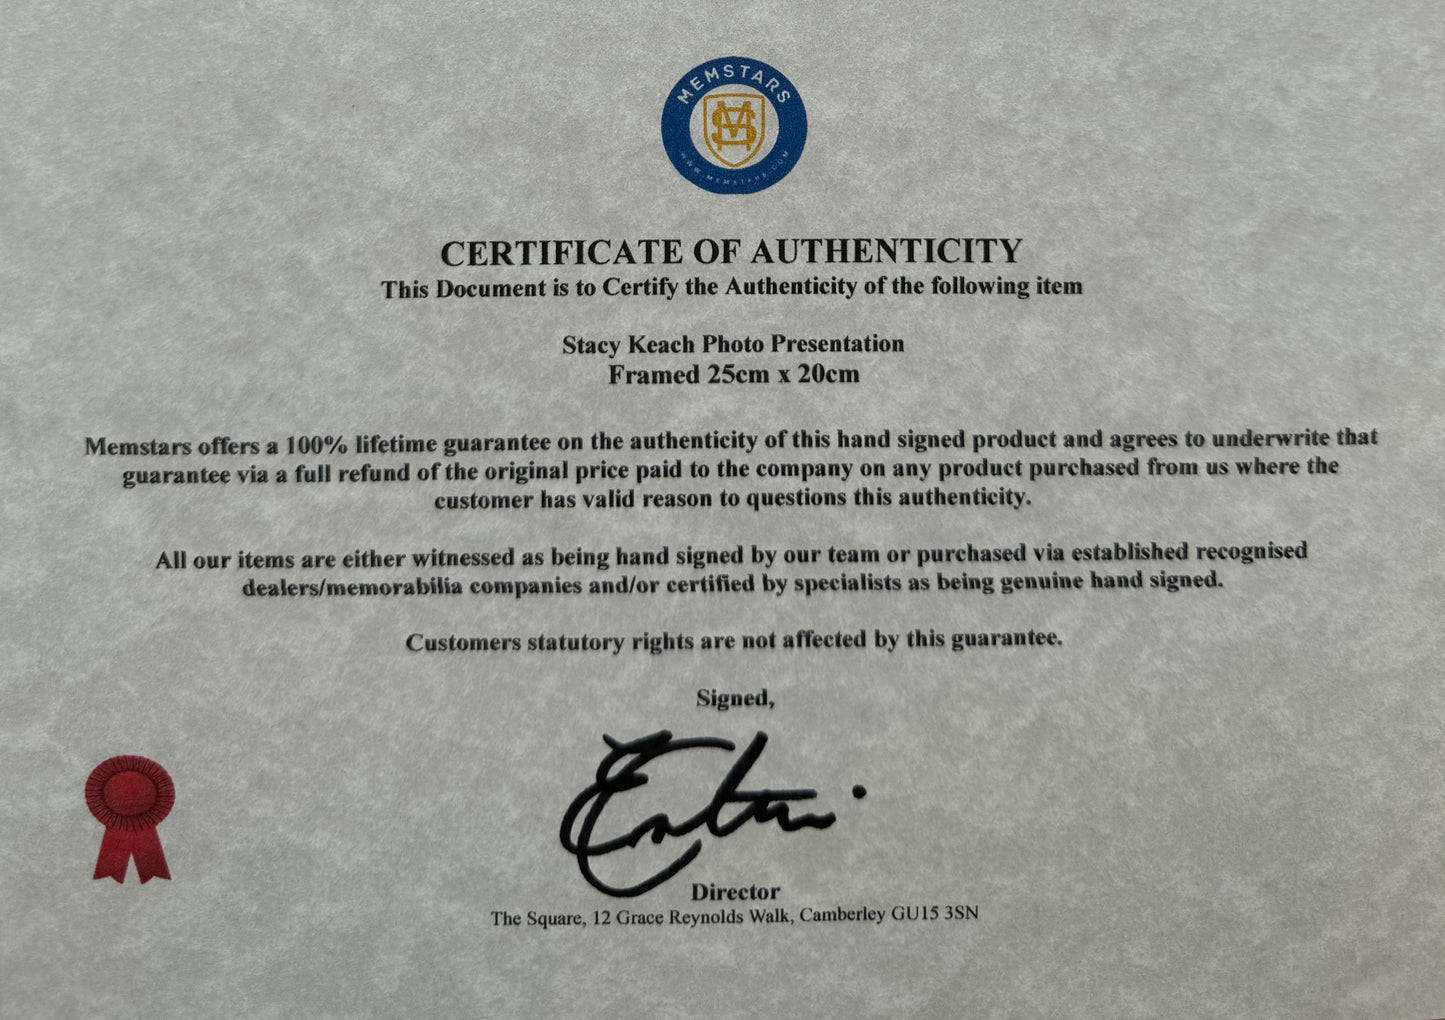 MEMSTARS
MS
WWW.MEMSTARS.COM
CERTIFICATE OF AUTHENTICITY
This Document is to Certify the Authenticity of the following item
Stacy Keach Photo Presentation
Framed 25cm x 20cm
Memstars offers a 100% lifetime guarantee on the authenticity of this hand signed product and agrees to underwrite that
guarantee via a full refund of the original price paid to the company on any product purchased from us where the
customer has valid reason to questions this authenticity.
All our items are either witnessed as being hand signed by our team or purchased via established recognised
dealers/memorabilia companies and/or certified by specialists as being genuine hand signed.
Customers statutory rights are not affected by this guarantee.
Signed,
Director
The Square, 12 Grace Reynolds Walk, Camberley GU15 3SN